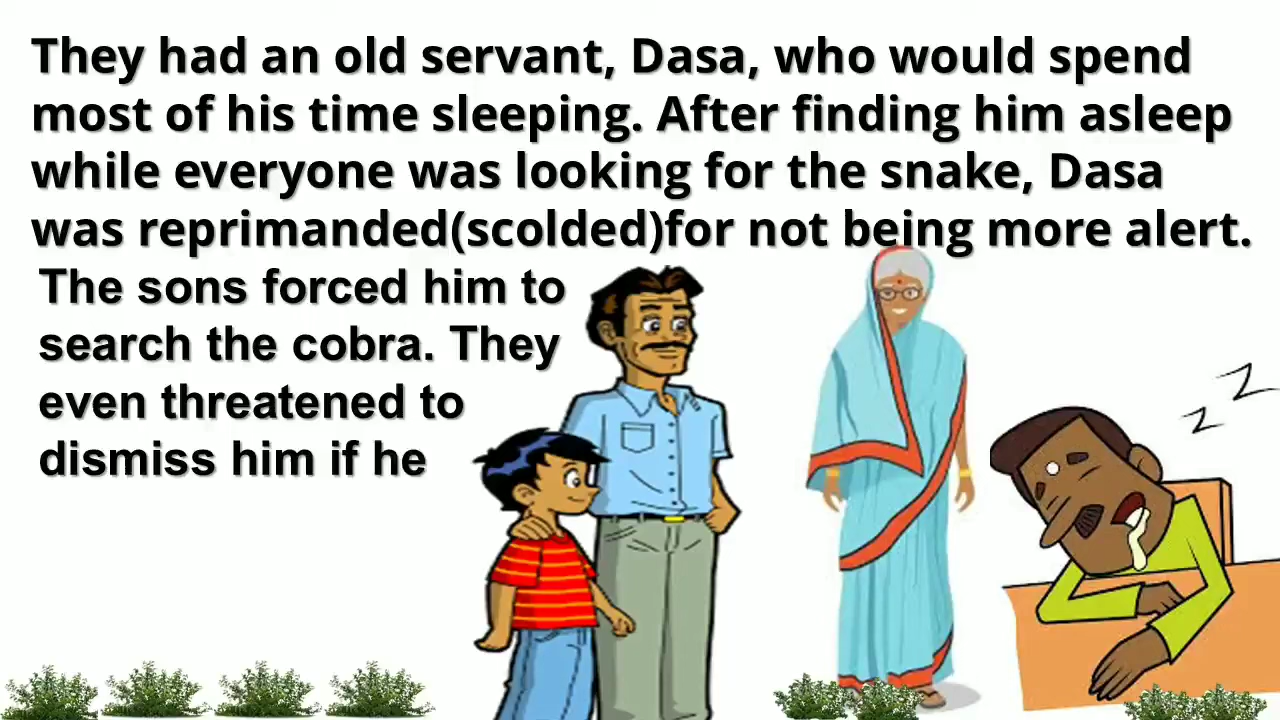 They had an old servant, Dasa, who would spend
most of his time sleeping. After finding him asleep
while everyone was looking for the snake, Dasa
was reprimanded(scolded)for not being more alert.
The sons forced him to
search the cobra. They
even threatened to
dismiss him if he
Z
Z